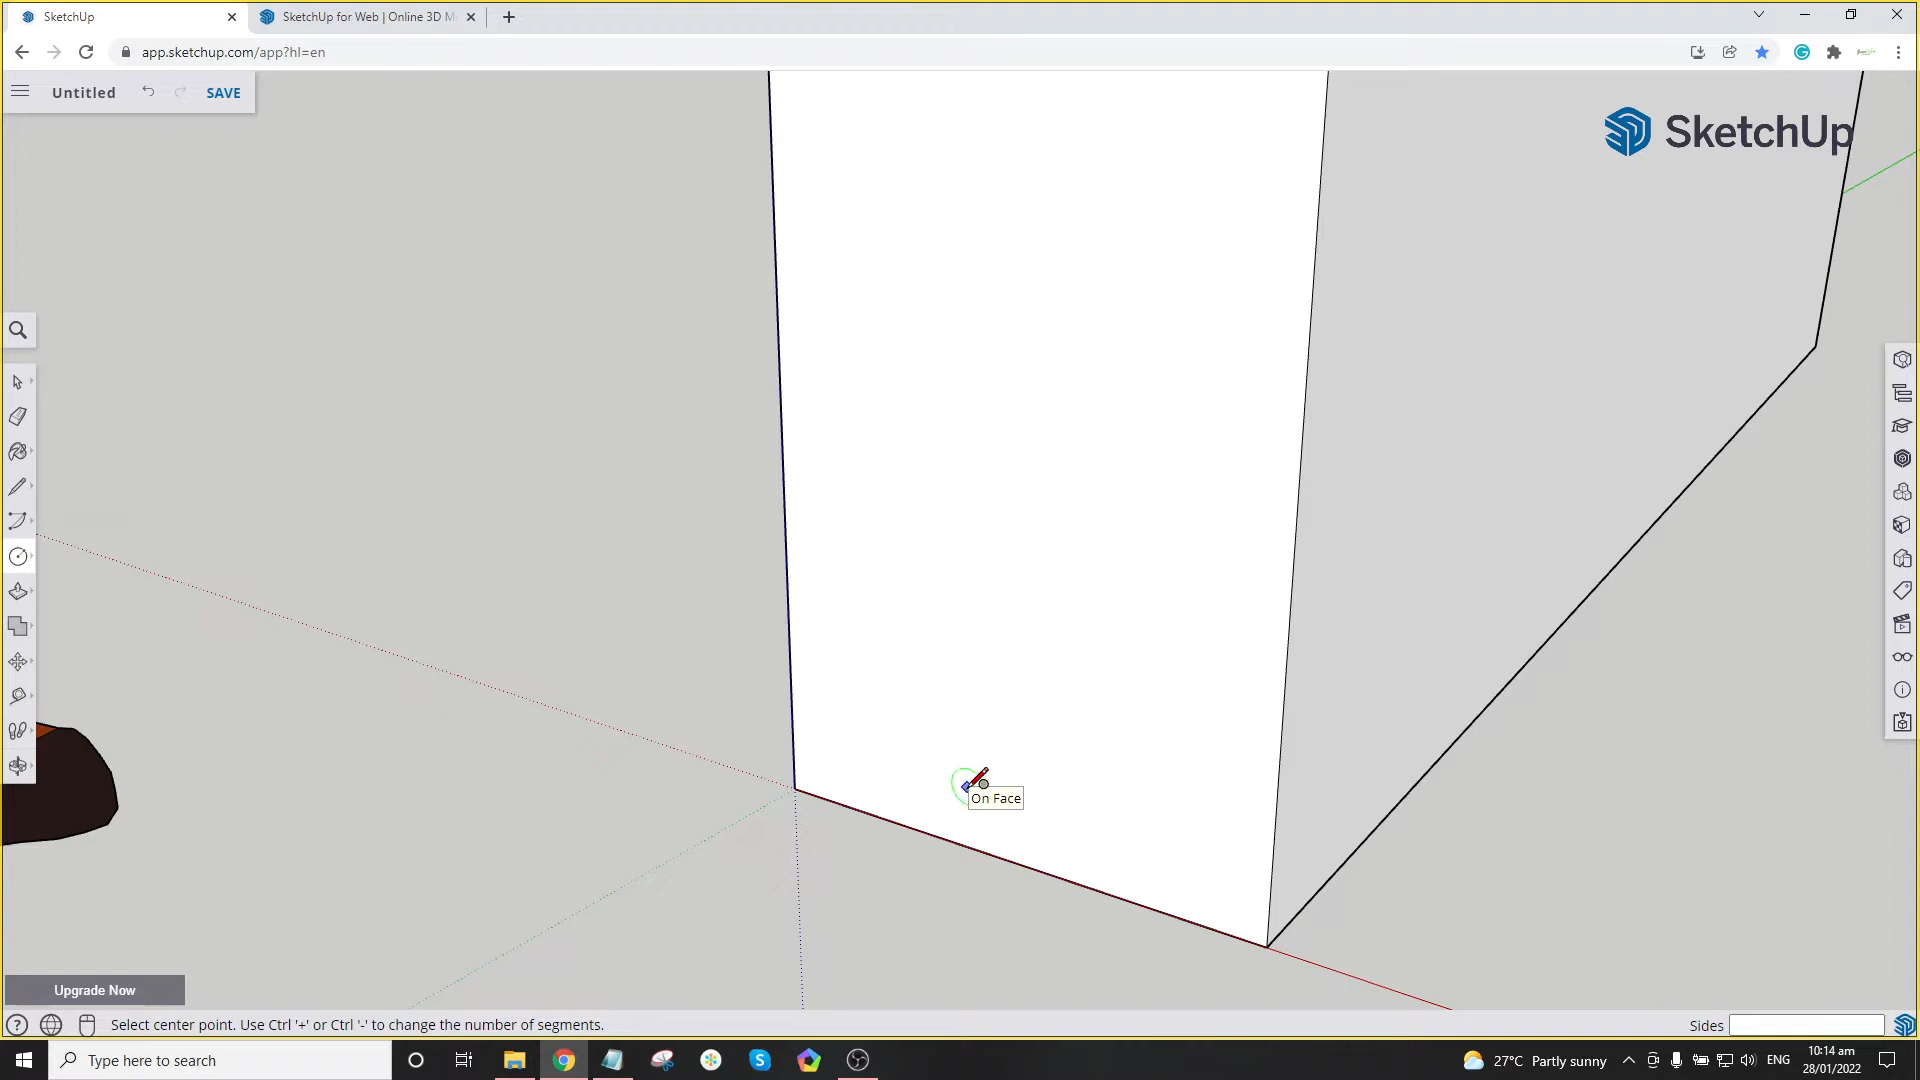 SketchUp
SketchUp for Web | Online 3D M
app.sketchup.com/app?hl=en
Untitled
SAVE
SketchUp
On Face
Upgrade Now
Select center point. Use Ctrl '+' or Ctrl '-' to change the number of segments.
Sides
Type here to search
27°C Partly sunny
ENG
10:14 am
28/01/2022